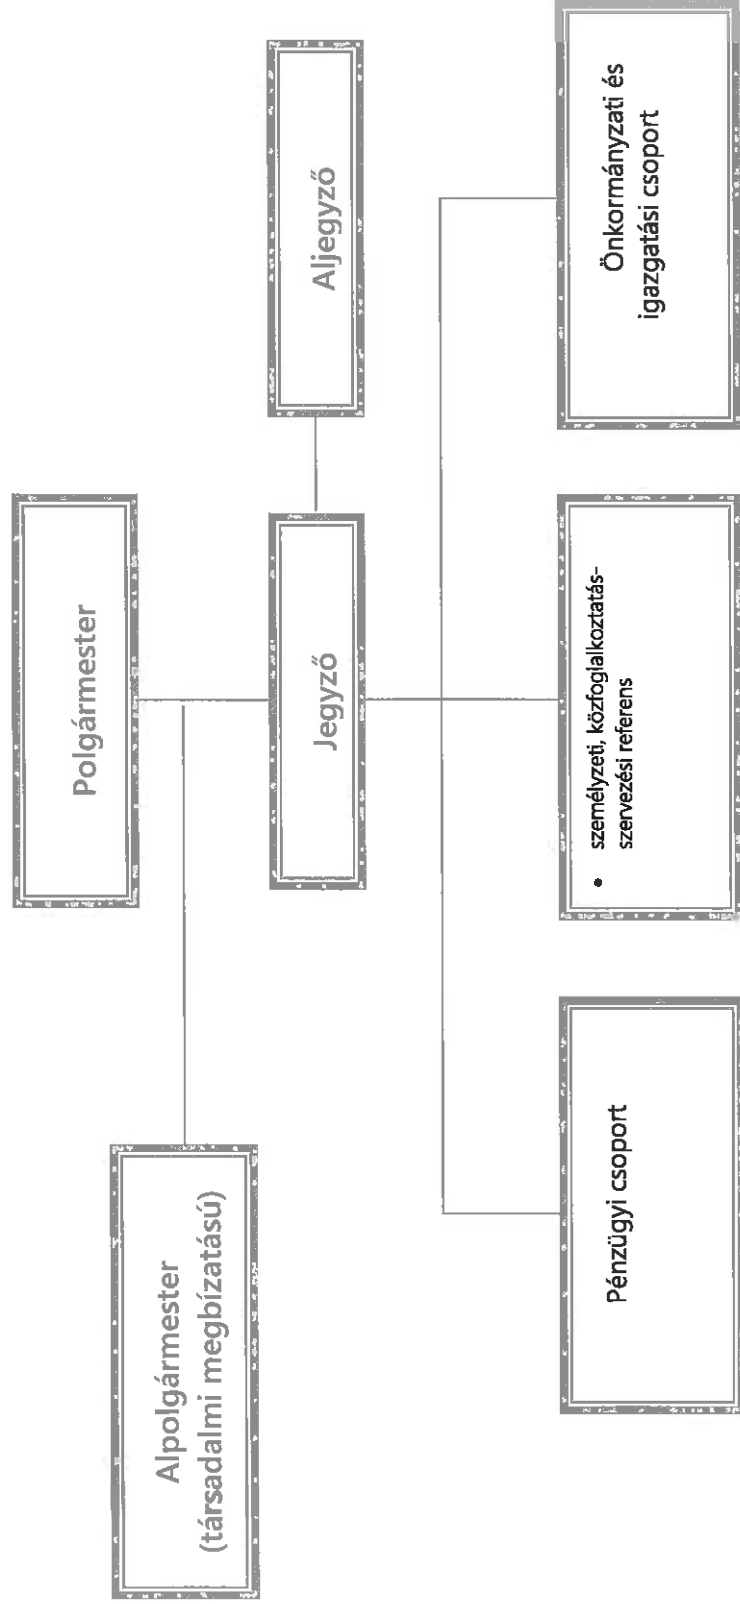 Polgármester
Alpolgármester
(társadalmi megbízatású)
Jegyző
Aljegyző
Pénzügyi csoport
• személyzeti, közfoglalkoztatás-
szervezési referens
Önkormányzati és
igazgatási csoport